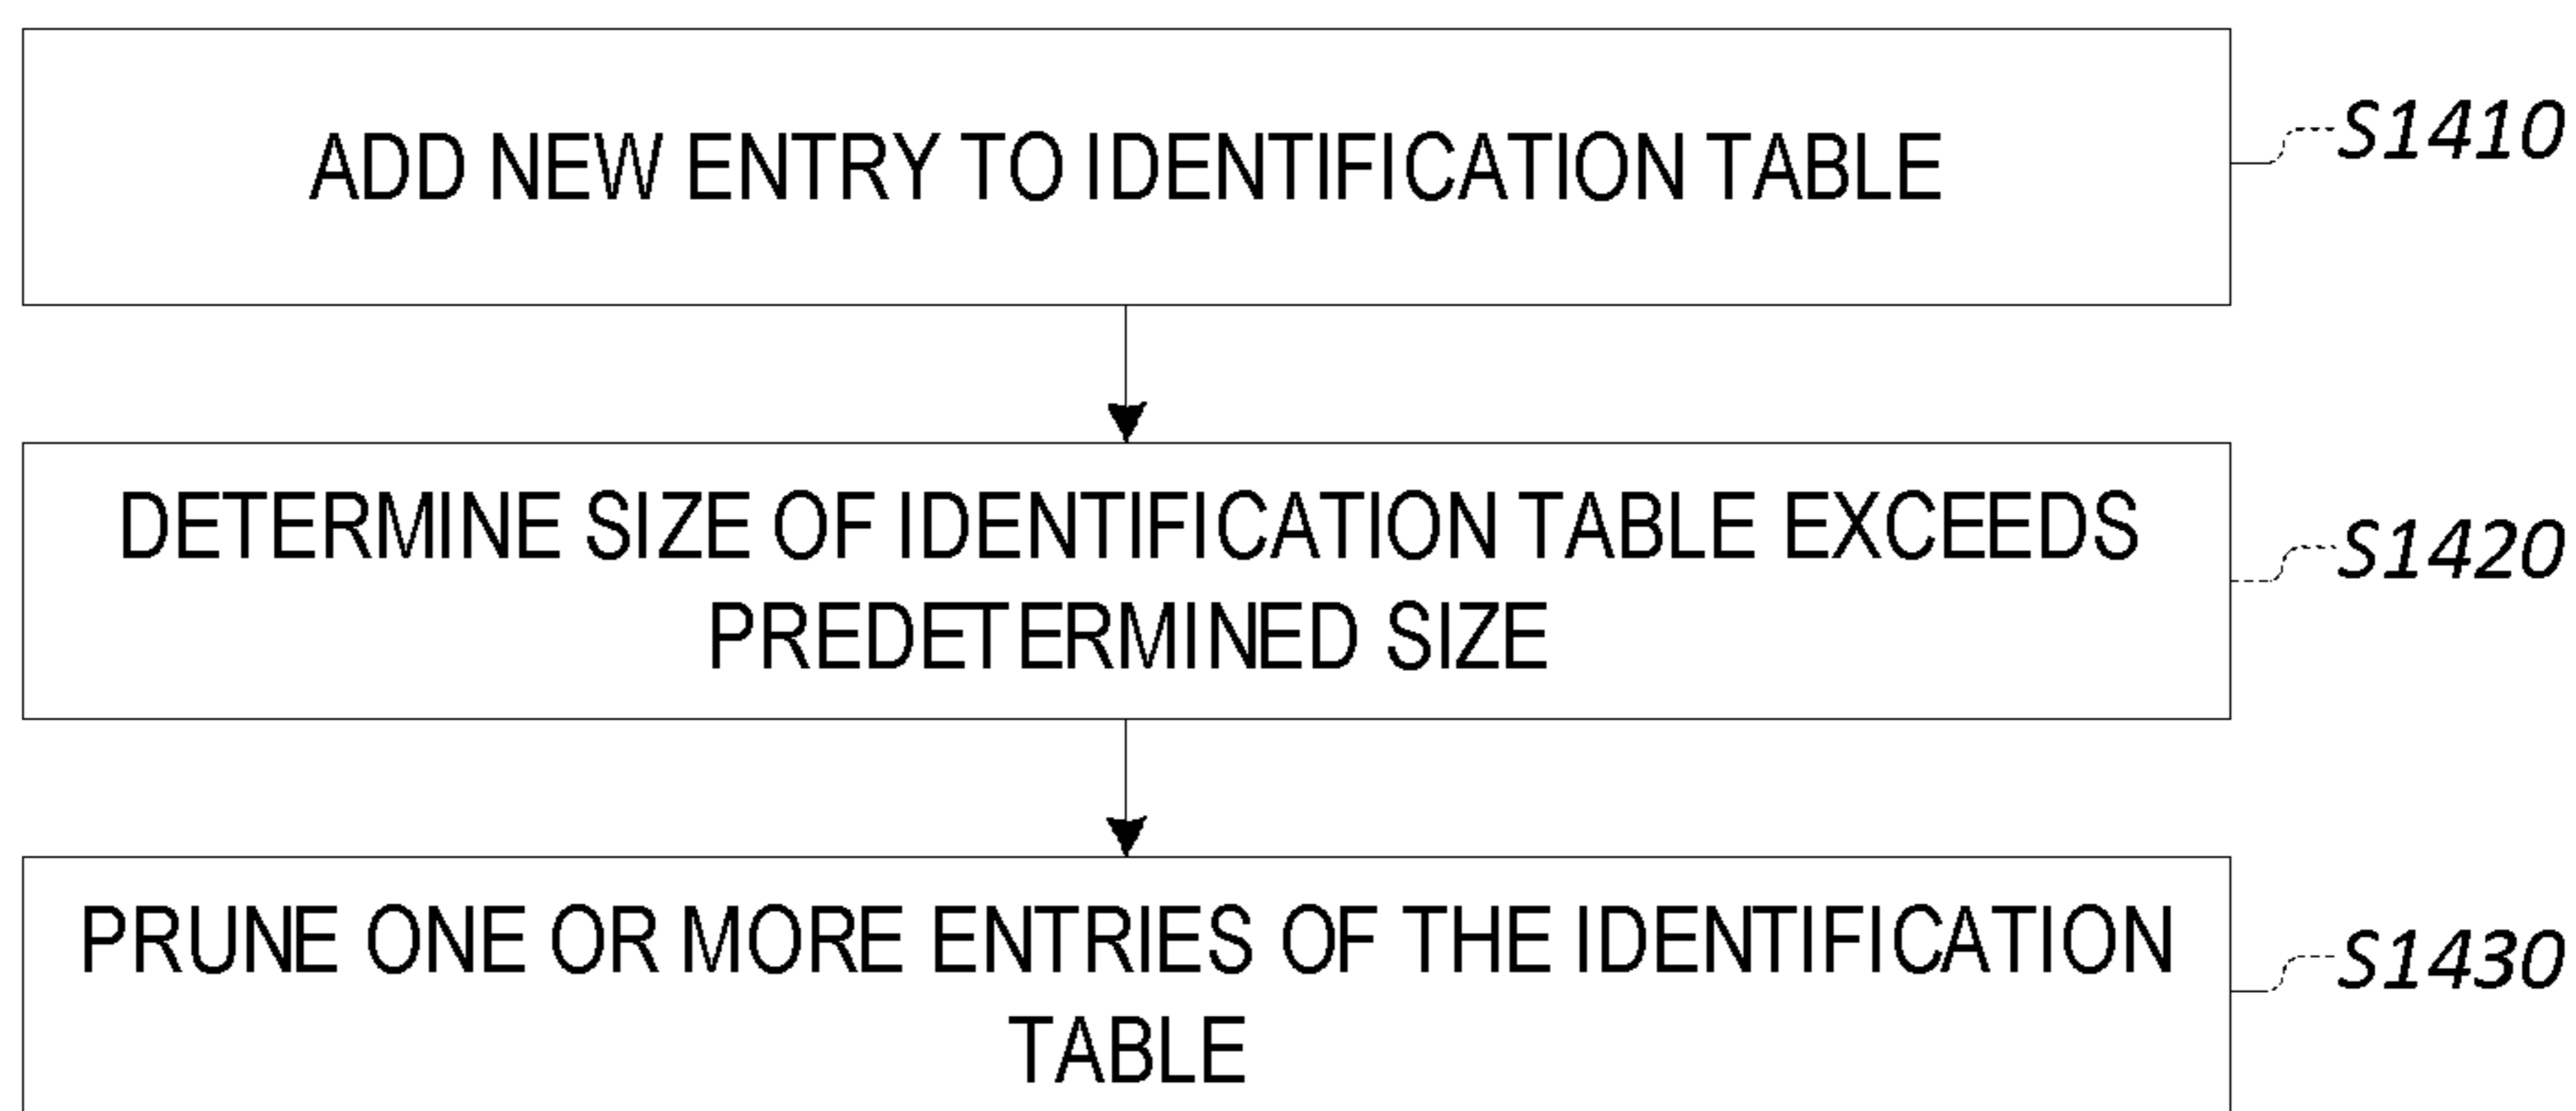 ADD NEW ENTRY TO IDENTIFICATION TABLE
S1410
DETERMINE SIZE OF IDENTIFICATION TABLE EXCEEDS
PREDETERMINED SIZE
S1420
PRUNE ONE OR MORE ENTRIES OF THE IDENTIFICATION
TABLE
S1430